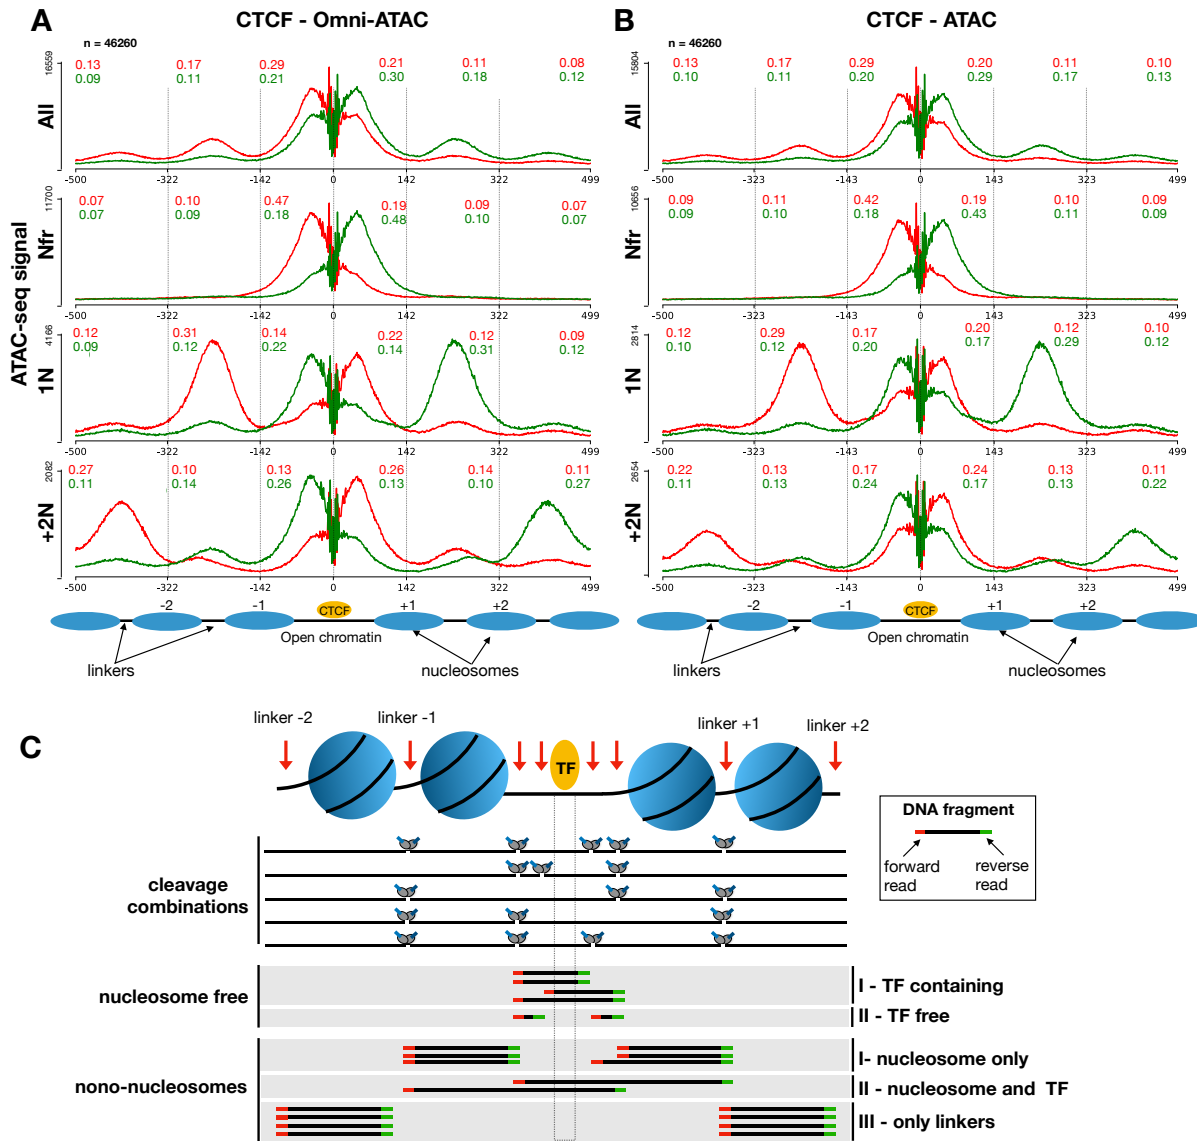 A
CTCF - Omni-ATAC
n = 46260
ATAC-seq signal
All
16559
0.13 0.17 0.29 0.21 0.11 0.08
0.09 0.11 0.21 0.30 0.18 0.12
-500 -322 -142 0 142 323 499
Nfr
11700
0.07 0.10 0.47 0.19 0.09 0.07
0.07 0.09 0.18 0.48 0.10 0.07
-500 -322 -142 0 142 323 499
1N
4166
0.12 0.31 0.14 0.22 0.12 0.09
0.09 0.12 0.22 0.14 0.31 0.12
-500 -322 -142 0 142 323 499
+2N
2082
0.27 0.10 0.13 0.26 0.14 0.11
0.11 0.14 0.26 0.13 0.10 0.27
-500 -322 -142 0 142 323 499
-2 -1 CTCF +1 +2
Open chromatin
linkers nucleosomes
B
CTCF - ATAC
n = 46260
All
15804
0.13 0.17 0.29 0.20 0.11 0.10
0.10 0.11 0.20 0.29 0.17 0.13
-500 -323 -143 0 143 323 499
Nfr
10656
0.09 0.11 0.42 0.19 0.10 0.09
0.09 0.10 0.18 0.43 0.11 0.09
-500 -323 -143 0 143 323 499
1N
2814
0.12 0.29 0.17 0.20 0.12 0.10
0.10 0.12 0.20 0.17 0.29 0.12
-500 -323 -143 0 143 323 499
+2N
2654
0.22 0.13 0.17 0.24 0.13 0.11
0.11 0.13 0.24 0.17 0.13 0.22
-500 -323 -143 0 143 323 499
-2 -1 CTCF +1 +2
Open chromatin
linkers nucleosomes
C
linker -2 linker -1 linker +1 linker +2
TF
DNA fragment
forward read
reverse read
cleavage
combinations
nucleosome free
I - TF containing
II - TF free
nono-nucleosomes
I- nucleosome only
II - nucleosome and TF
III - only linkers